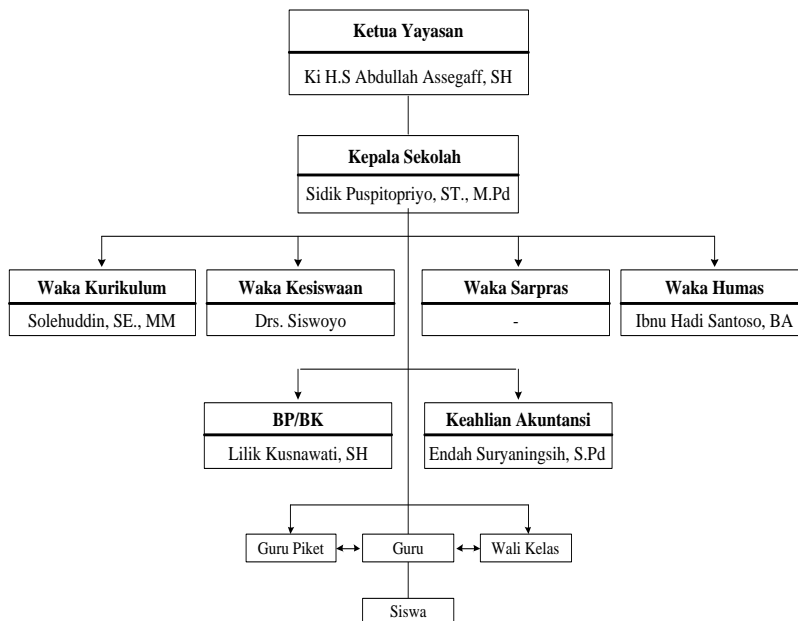 Ketua Yayasan
Ki H.S Abdullah Assegaff, SH
Kepala Sekolah
Sidik Puspitopriyo, ST., M.Pd
Waka Kurikulum
Solehuddin, SE., MM
Waka Kesiswaan
Drs. Siswoyo
Waka Sarpras
-
Waka Humas
Ibnu Hadi Santoso, BA
BP/BK
Lilik Kusnawati, SH
Keahlian Akuntansi
Endah Suryaningsih, S.Pd
Guru Piket
Guru
Wali Kelas
Siswa